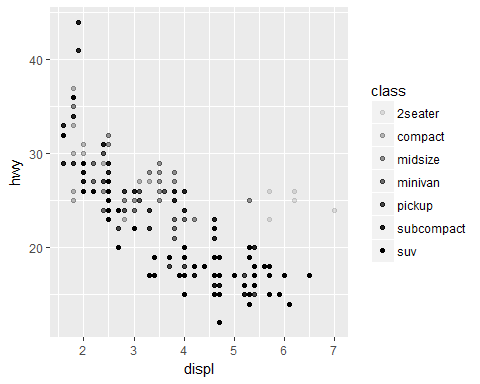 hwy
40
30
20
2
3
4
5
6
7
displ
class
2seater
compact
midsize
minivan
pickup
subcompact
suv